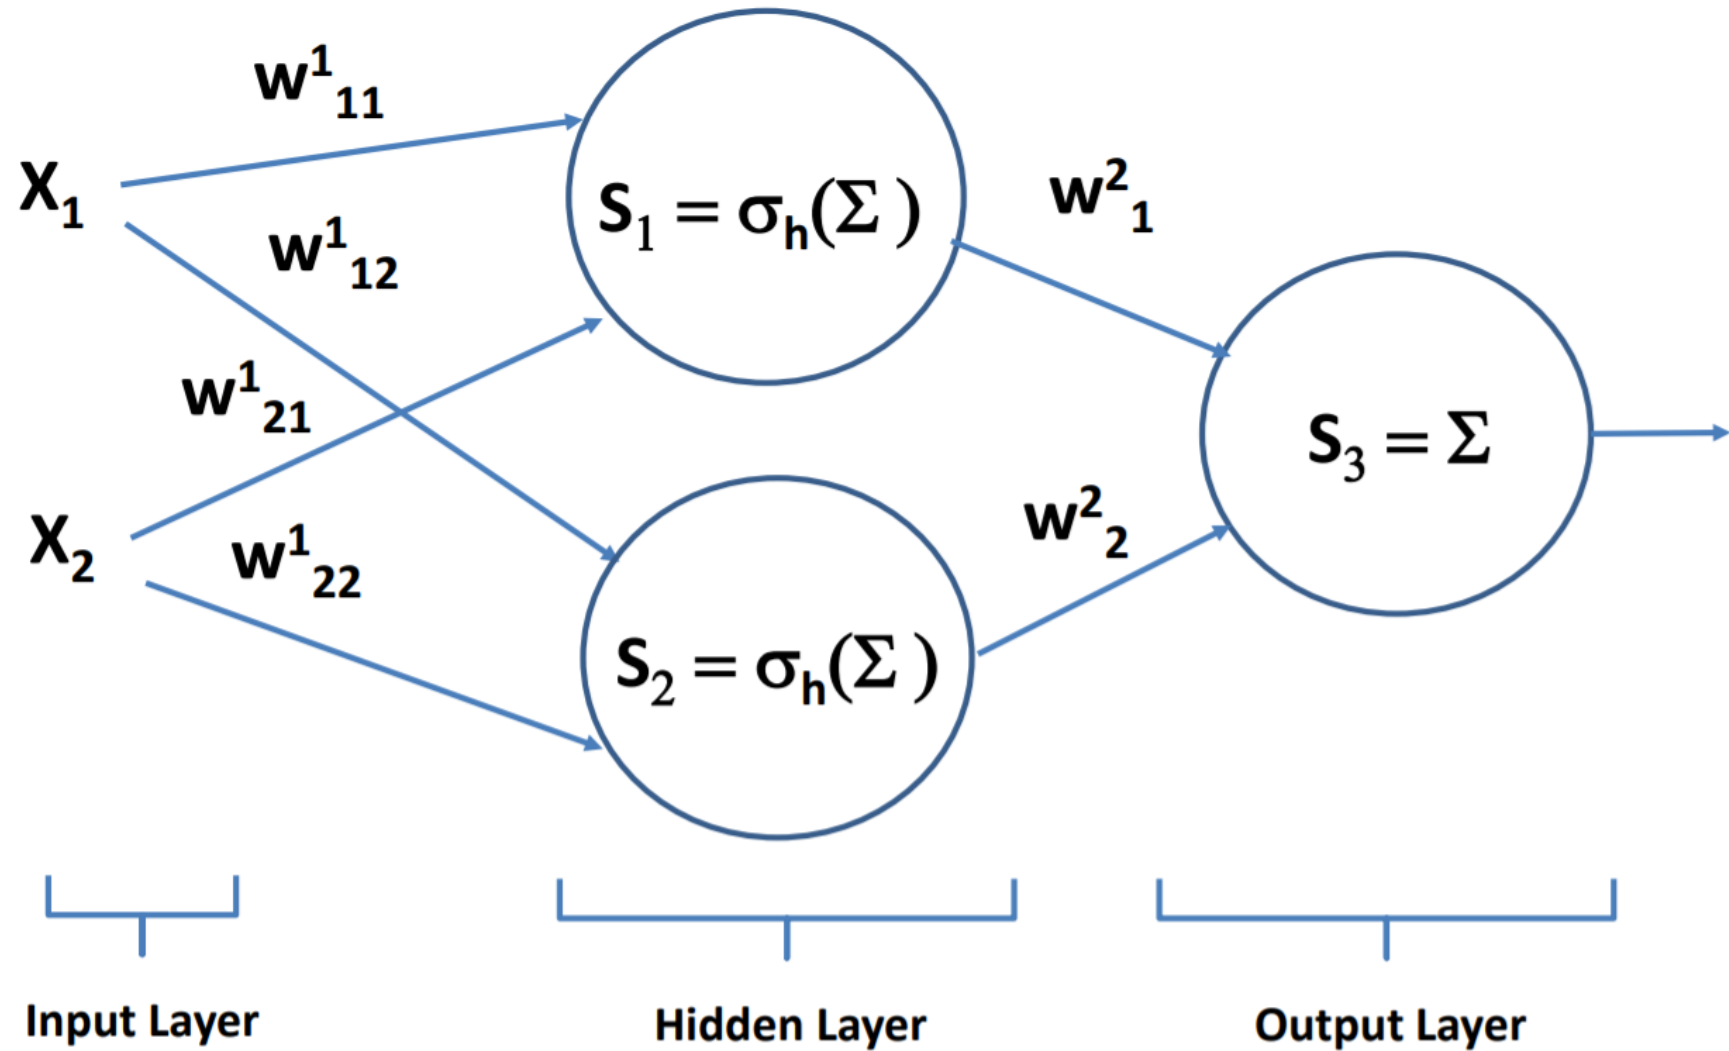 w¹₁₁
X₁
w¹₁₂
S₁ = σₕ(Σ )
w²₁
w¹₂₁
S₃ = Σ
X₂
w¹₂₂
w²₂
S₂ = σₕ(Σ )
Input Layer
Hidden Layer
Output Layer